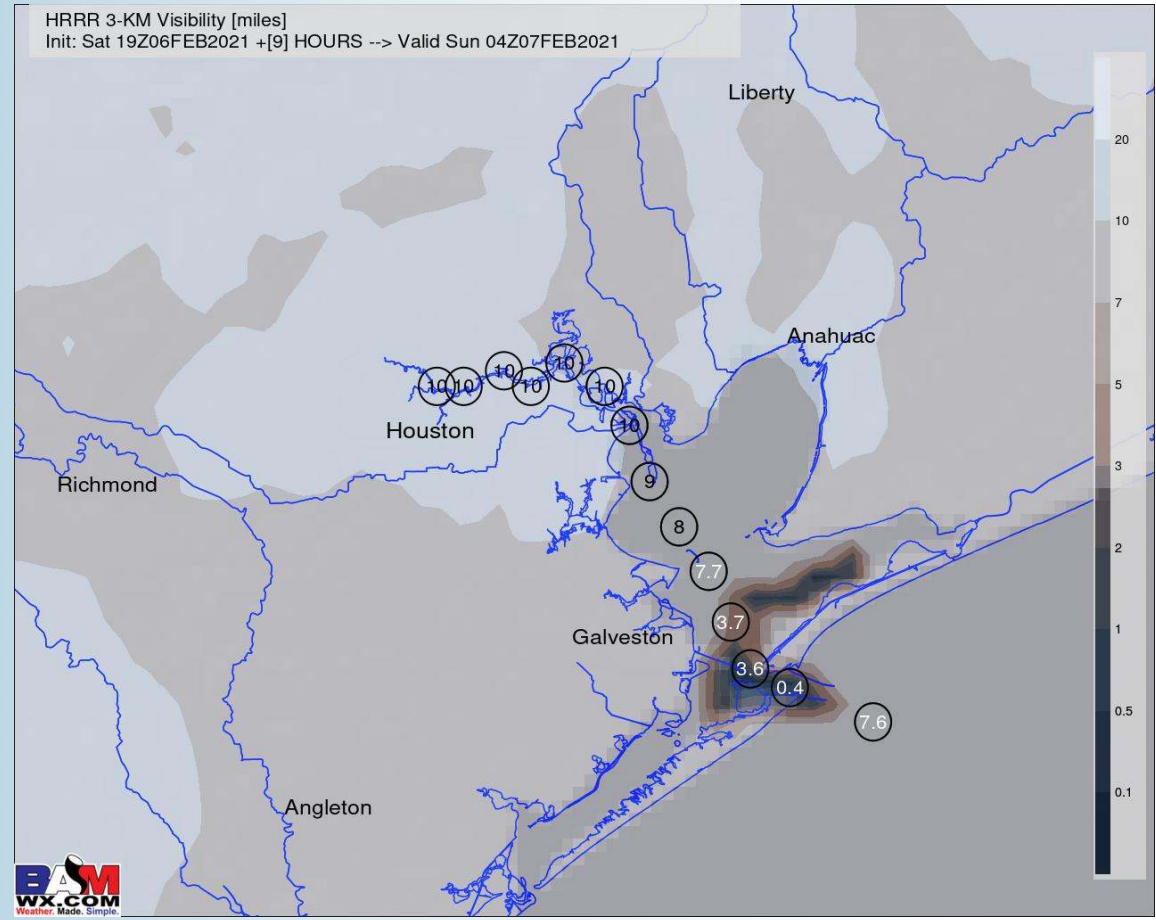 HRRR 3-KM Visibility [miles]
Init: Sat 19Z06FEB2021 +[9] HOURS --> Valid Sun 04Z07FEB2021
Liberty
20
10
7
Anahuac
10
10
10
10
10
10
5
10
Houston
3
Richmond
9
8
2
7.7
3.7
1
Galveston
3.6
0.4
0.5
7.6
0.1
Angleton
BAM
WX.COM
Weather. Made. Simple.